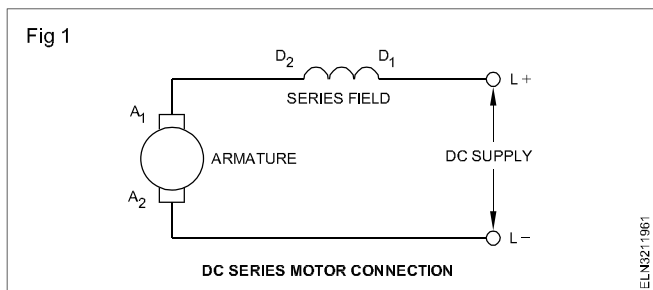 Fig 1
D₂ D₁
L +
SERIES FIELD
A₁
ARMATURE
DC SUPPLY
A₂
L −
DC SERIES MOTOR CONNECTION
ELN3211961